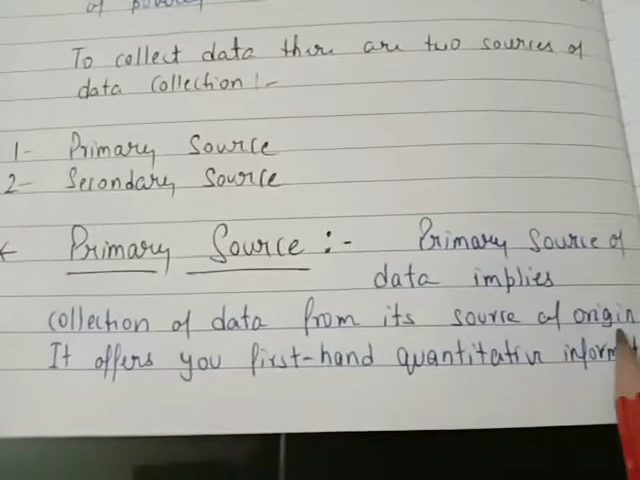 of
To collect data there are two sources of
data collection :-
1- Primary Source
2- Secondary Source
Primary Source :- Primary Source of
data implies
collection of data from its source of origin
It offers you first-hand quantitative